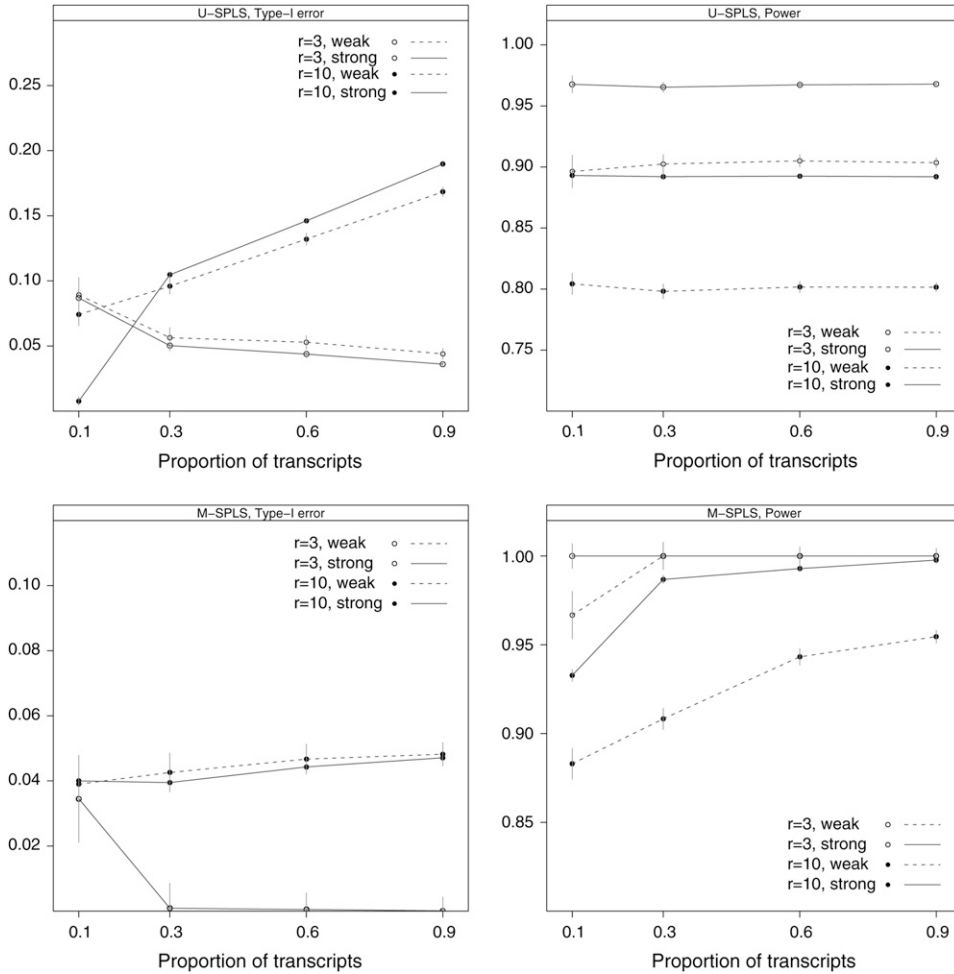 U-SPLS, Type-I error
r=3, weak
r=3, strong
r=10, weak
r=10, strong
0.25
0.20
0.15
0.10
0.05
0.1 0.3 0.6 0.9
Proportion of transcripts
U-SPLS, Power
1.00
0.95
0.90
0.85
0.80
0.75
r=3, weak
r=3, strong
r=10, weak
r=10, strong
0.1 0.3 0.6 0.9
Proportion of transcripts
M-SPLS, Type-I error
r=3, weak
r=3, strong
r=10, weak
r=10, strong
0.10
0.08
0.06
0.04
0.02
0.1 0.3 0.6 0.9
Proportion of transcripts
M-SPLS, Power
1.00
0.95
0.90
0.85
r=3, weak
r=3, strong
r=10, weak
r=10, strong
0.1 0.3 0.6 0.9
Proportion of transcripts